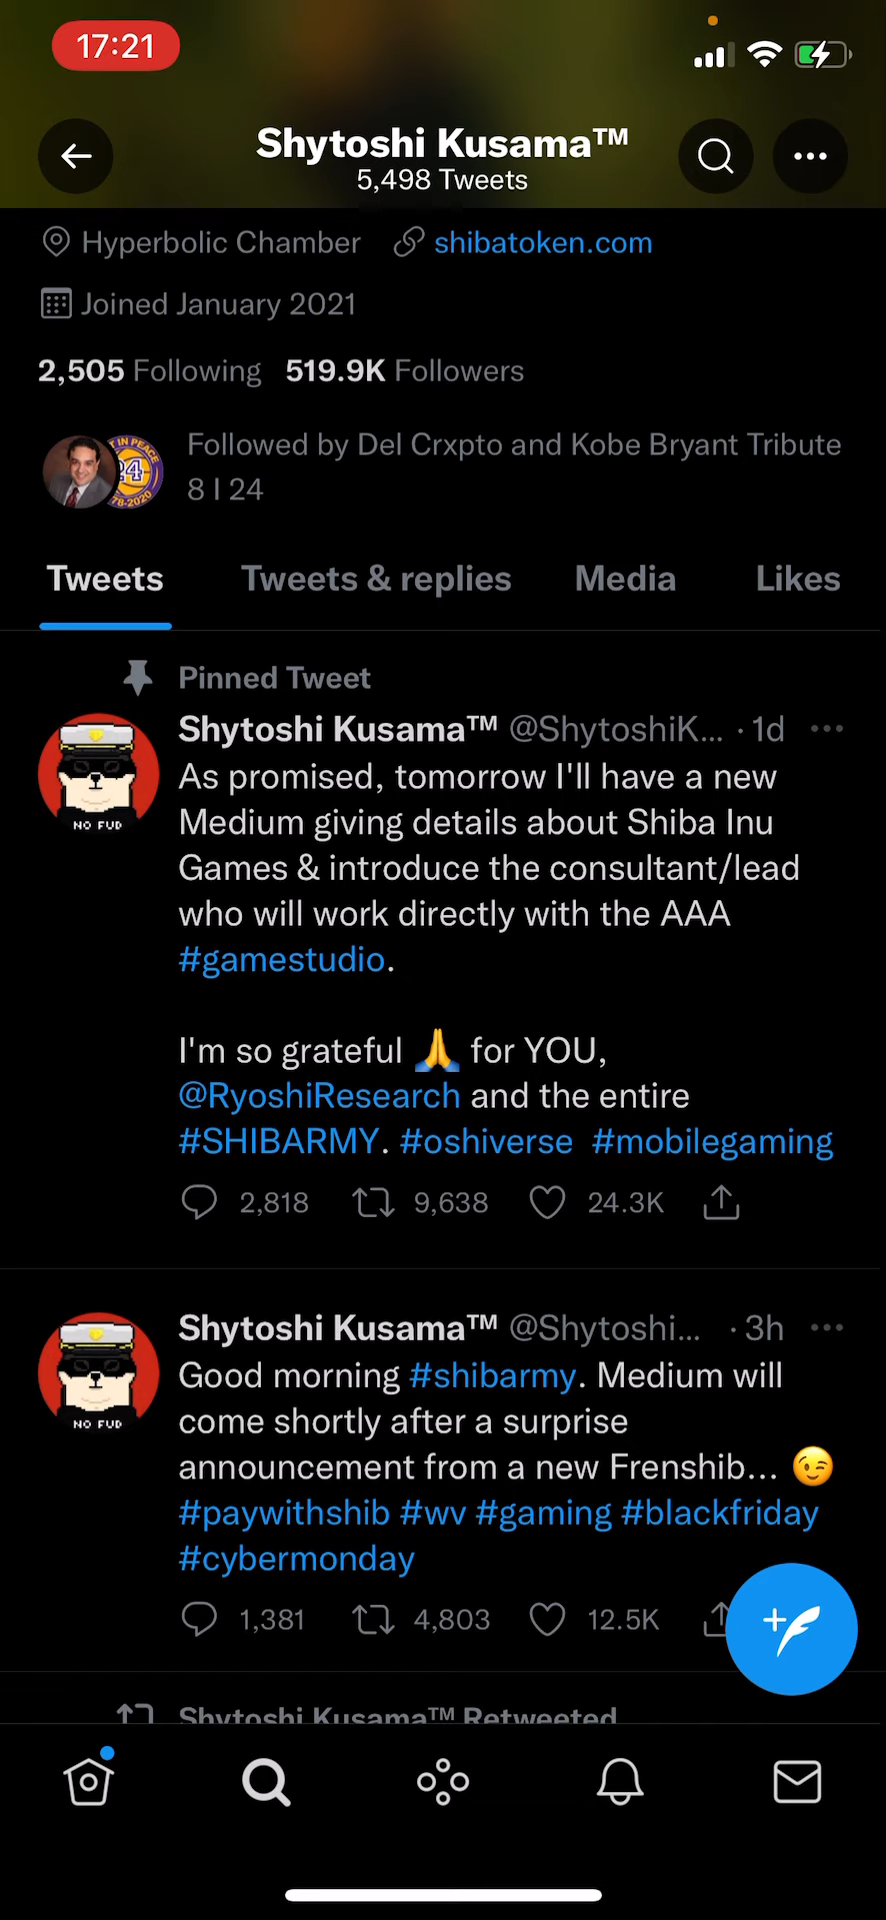 17:21
Shytoshi Kusama™
5,498 Tweets
Hyperbolic Chamber shibatoken.com
Joined January 2021
2,505 Following 519.9K Followers
Followed by Del Crxpto and Kobe Bryant Tribute
8 | 24
Tweets Tweets & replies Media Likes
Pinned Tweet
Shytoshi Kusama™ @ShytoshiK... · 1d
As promised, tomorrow I'll have a new
Medium giving details about Shiba Inu
Games & introduce the consultant/lead
who will work directly with the AAA
#gamestudio.
I'm so grateful 🙏 for YOU,
@RyoshiResearch and the entire
#SHIBARMY. #oshiverse #mobilegaming
NO FUD
2,818 9,638 24.3K
Shytoshi Kusama™ @Shytoshi... · 3h
Good morning #shibarmy. Medium will
come shortly after a surprise
announcement from a new Frenshib... 😉
#paywithshib #wv #gaming #blackfriday
#cybermonday
NO FUD
1,381 4,803 12.5K
Shytoshi Kusama™ Retweeted